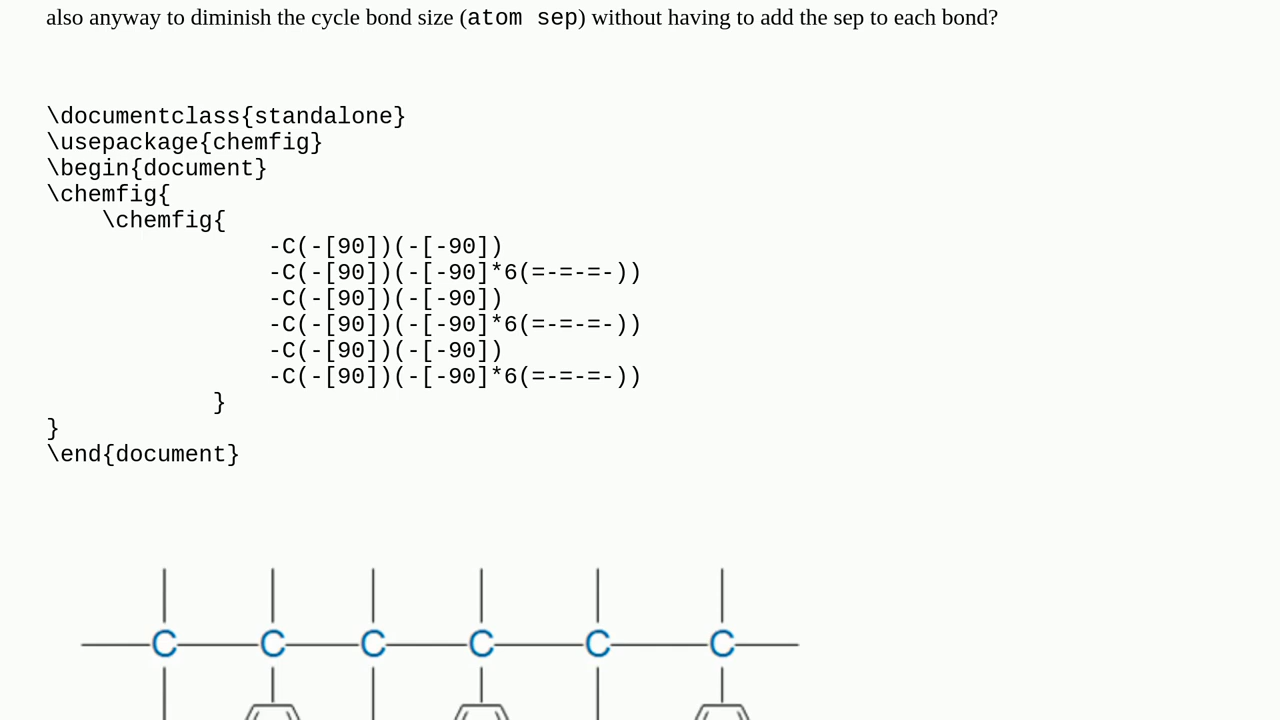 also anyway to diminish the cycle bond size (atom sep) without having to add the sep to each bond?
\documentclass{standalone}
\usepackage{chemfig}
\begin{document}
\chemfig{
    \chemfig{
                -C(-[90])(-[-90])
                -C(-[90])(-[-90]*6(=-=-=-))
                -C(-[90])(-[-90])
                -C(-[90])(-[-90]*6(=-=-=-))
                -C(-[90])(-[-90])
                -C(-[90])(-[-90]*6(=-=-=-))
            }
}
\end{document}
C C C C C C